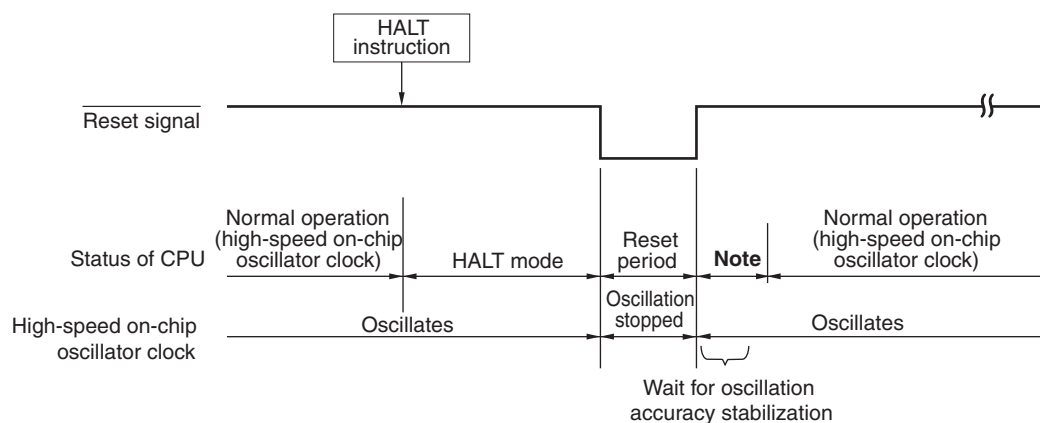 HALT
instruction
Reset signal
Normal operation
(high-speed on-chip
oscillator clock)
Status of CPU
HALT mode
Reset
period
Note
Normal operation
(high-speed on-chip
oscillator clock)
High-speed on-chip
oscillator clock
Oscillates
Oscillation
stopped
Oscillates
Wait for oscillation
accuracy stabilization